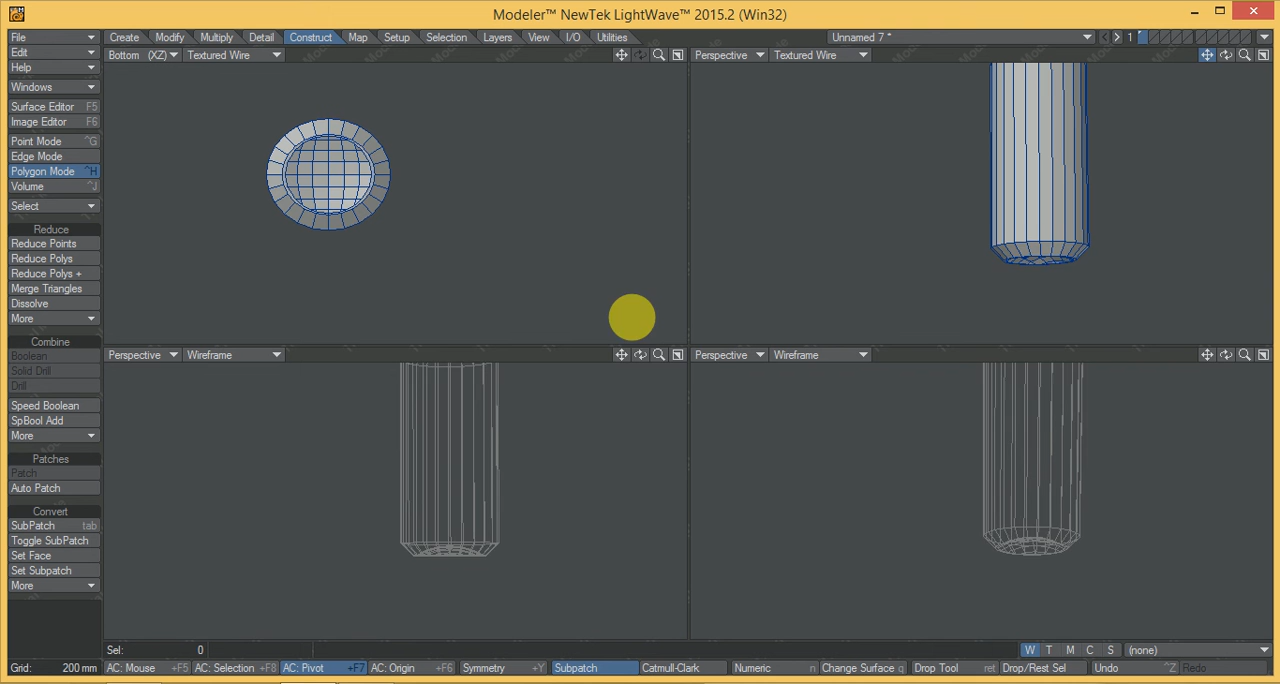 Modeler™ NewTek LightWave™ 2015.2 (Win32)
File Create Modify Multiply Detail Construct Map Setup Selection Layers View I/O Utilities Unnamed 7 * 1
Edit Bottom (XZ) Textured Wire Perspective Textured Wire
Help
Windows
Surface Editor F5
Image Editor F6
Point Mode ^G
Edge Mode
Polygon Mode ^H
Volume ^J
Select
Reduce
Reduce Points
Reduce Polys
Reduce Polys +
Merge Triangles
Dissolve
More
Combine
Boolean Perspective Wireframe Perspective Wireframe
Solid Drill
Drill
Speed Boolean
SpBool Add
More
Patches
Patch
Auto Patch
Convert
SubPatch tab
Toggle SubPatch
Set Face
Set Subpatch
More
Sel: 0 W T M C S (none)
Grid: 200 mm AC: Mouse +F5 AC: Selection +F8 AC: Pivot +F7 AC: Origin +F6 Symmetry +Y Subpatch Catmull-Clark Numeric n Change Surface q Drop Tool ret Drop/Rest Sel Undo ^Z Redo